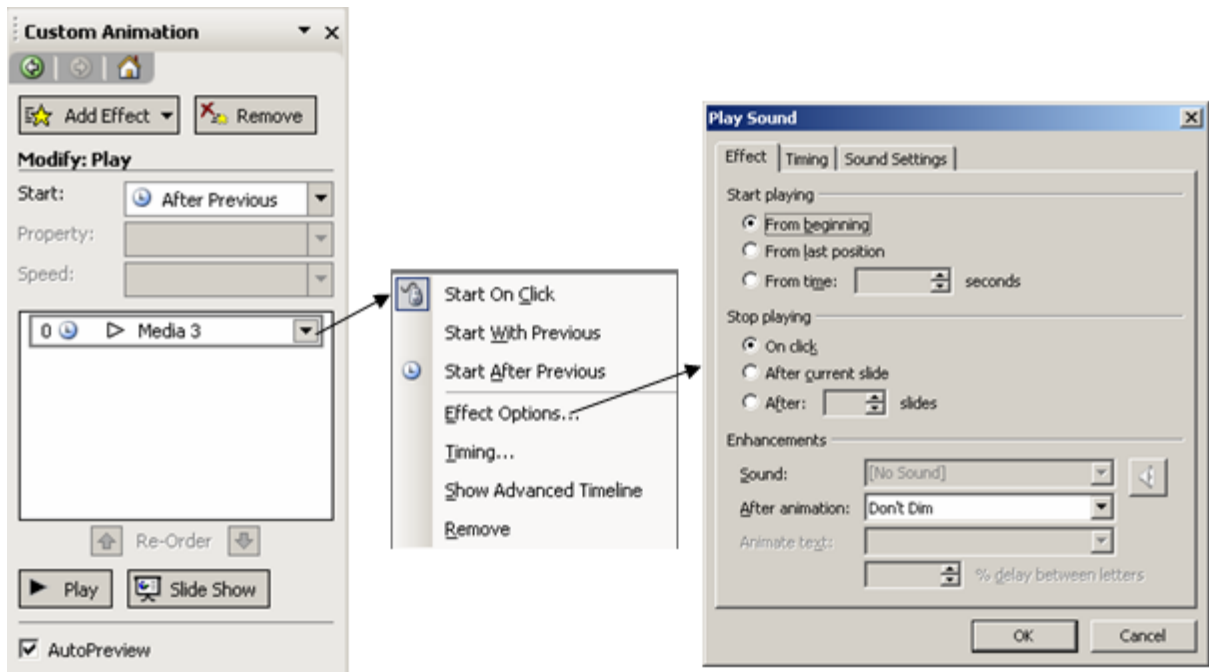 Custom Animation
Add Effect
Remove
Modify: Play
Start: After Previous
Property:
Speed:
0 Media 3
Re-Order
Play
Slide Show
AutoPreview
Start On Click
Start With Previous
Start After Previous
Effect Options...
Timing...
Show Advanced Timeline
Remove
Play Sound
Effect Timing Sound Settings
Start playing
From beginning
From last position
From time: seconds
Stop playing
On click
After current slide
After: slides
Enhancements
Sound: [No Sound]
After animation: Don't Dim
Animate text:
% delay between letters
OK Cancel